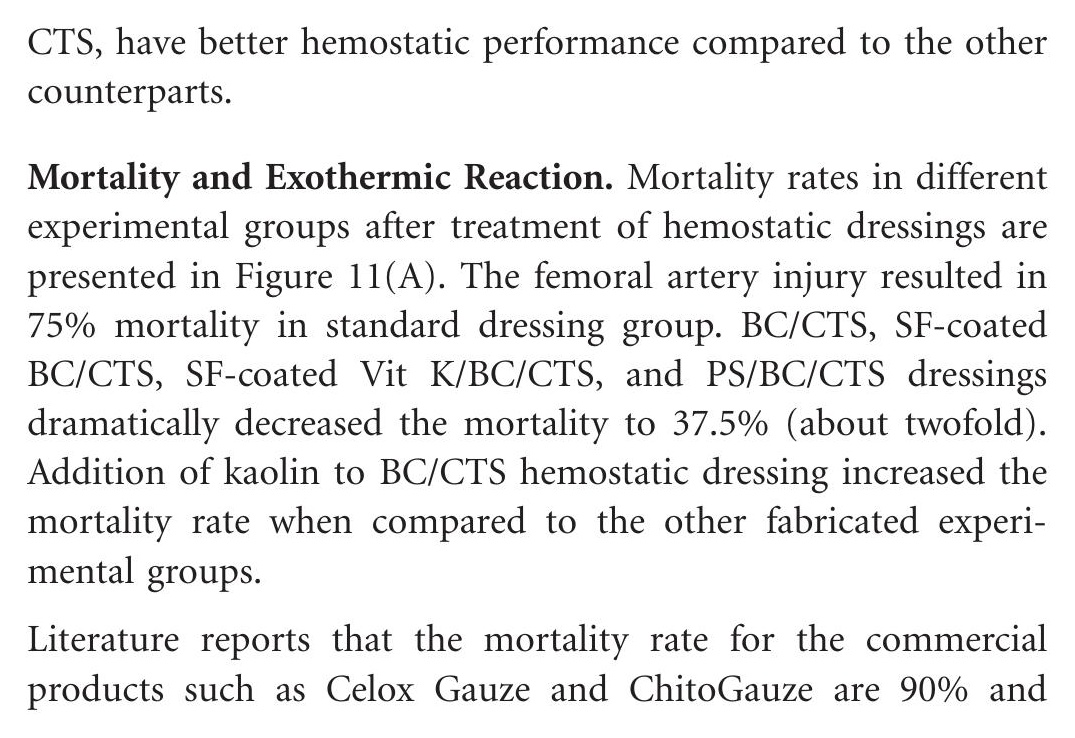 CTS, have better hemostatic performance compared to the other
counterparts.
Mortality and Exothermic Reaction. Mortality rates in different
experimental groups after treatment of hemostatic dressings are
presented in Figure 11(A). The femoral artery injury resulted in
75% mortality in standard dressing group. BC/CTS, SF-coated
BC/CTS, SF-coated Vit K/BC/CTS, and PS/BC/CTS dressings
dramatically decreased the mortality to 37.5% (about twofold).
Addition of kaolin to BC/CTS hemostatic dressing increased the
mortality rate when compared to the other fabricated experi-
mental groups.
Literature reports that the mortality rate for the commercial
products such as Celox Gauze and ChitoGauze are 90% and